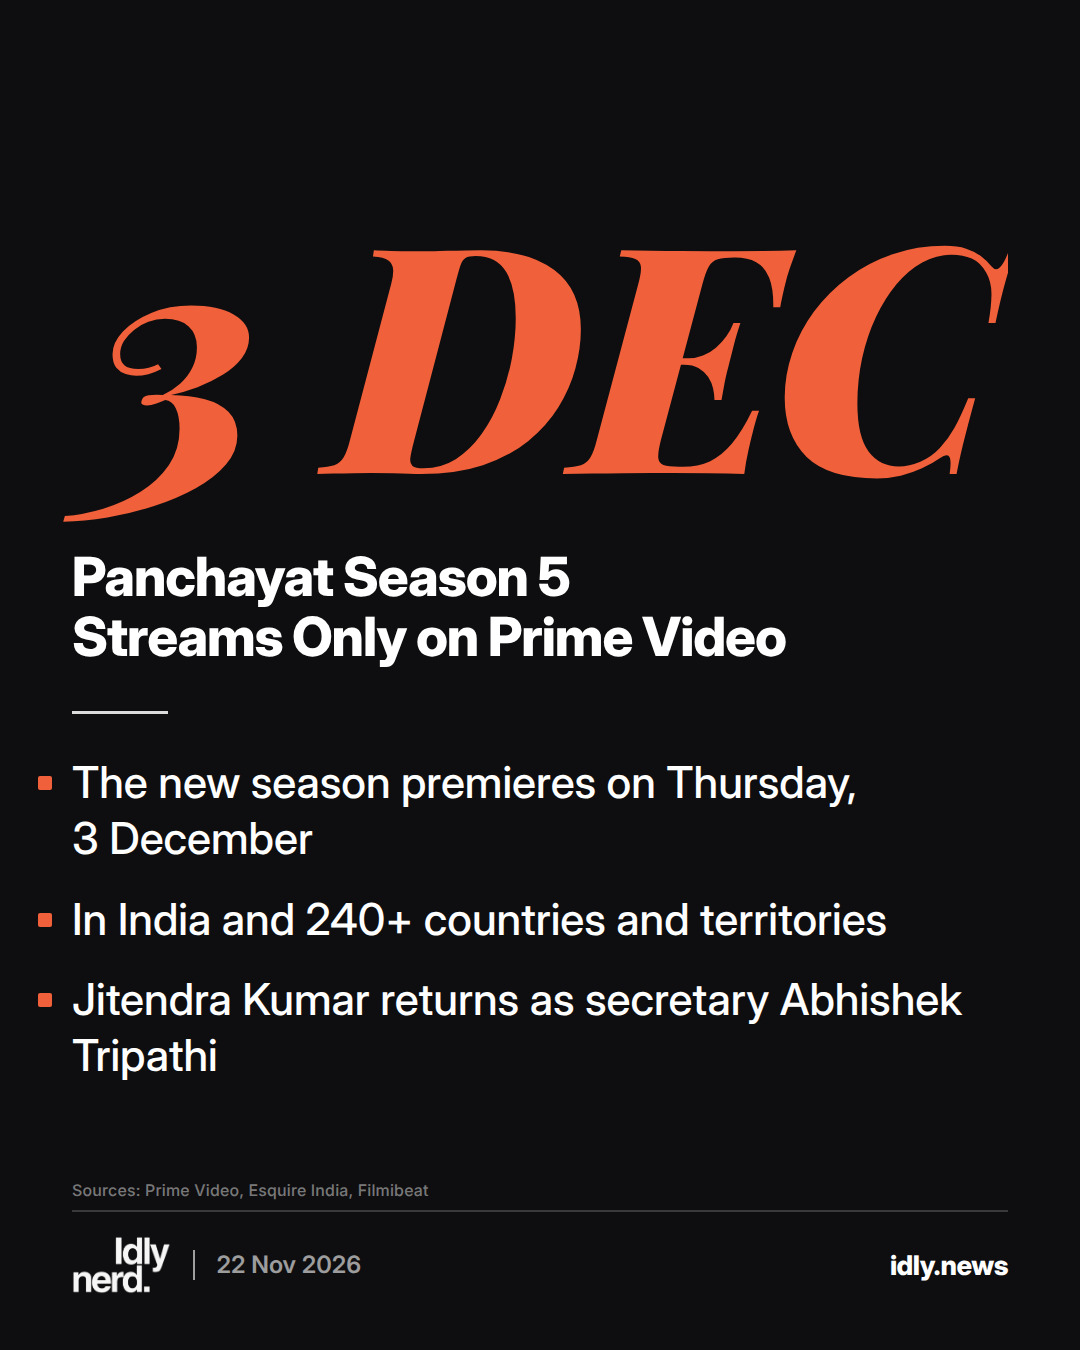 3 DEC
Panchayat Season 5
Streams Only on Prime Video
The new season premieres on Thursday,
3 December
In India and 240+ countries and territories
Jitendra Kumar returns as secretary Abhishek
Tripathi
Sources: Prime Video, Esquire India, Filmibeat
Idly
nerd.
22 Nov 2026
idly.news